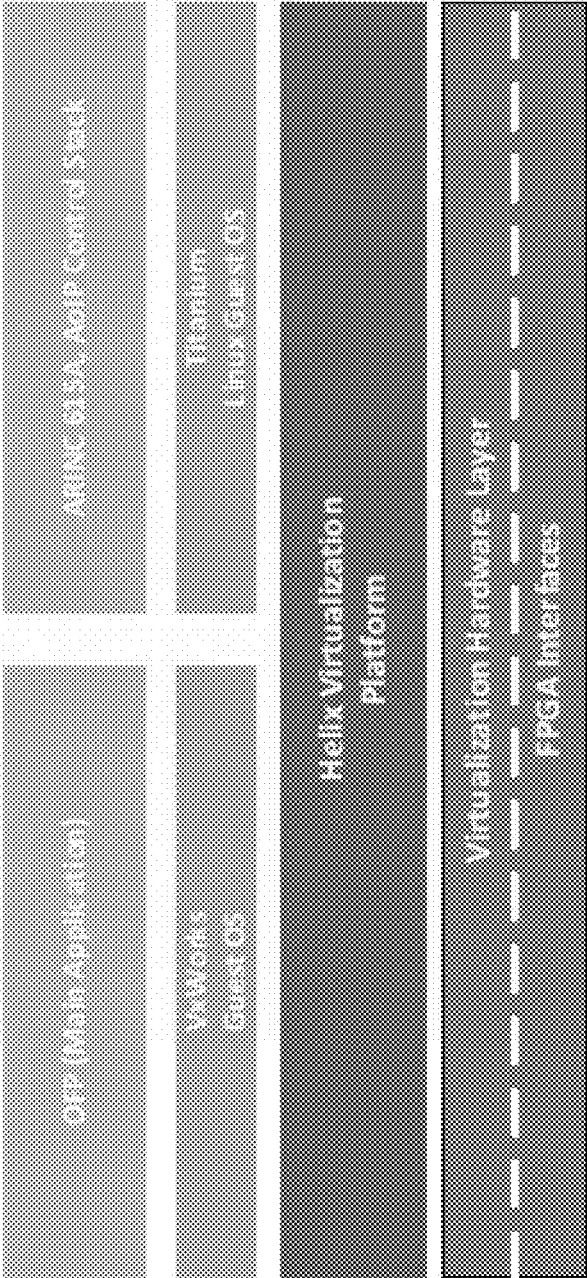 OFP (Main Application)
ARINC 615A, AoIP Control Stack
VxWorks
Guest OS
Titanium
Linux Guest OS
Helix Virtualization
Platform
Virtualization Hardware Layer
FPGA Interfaces